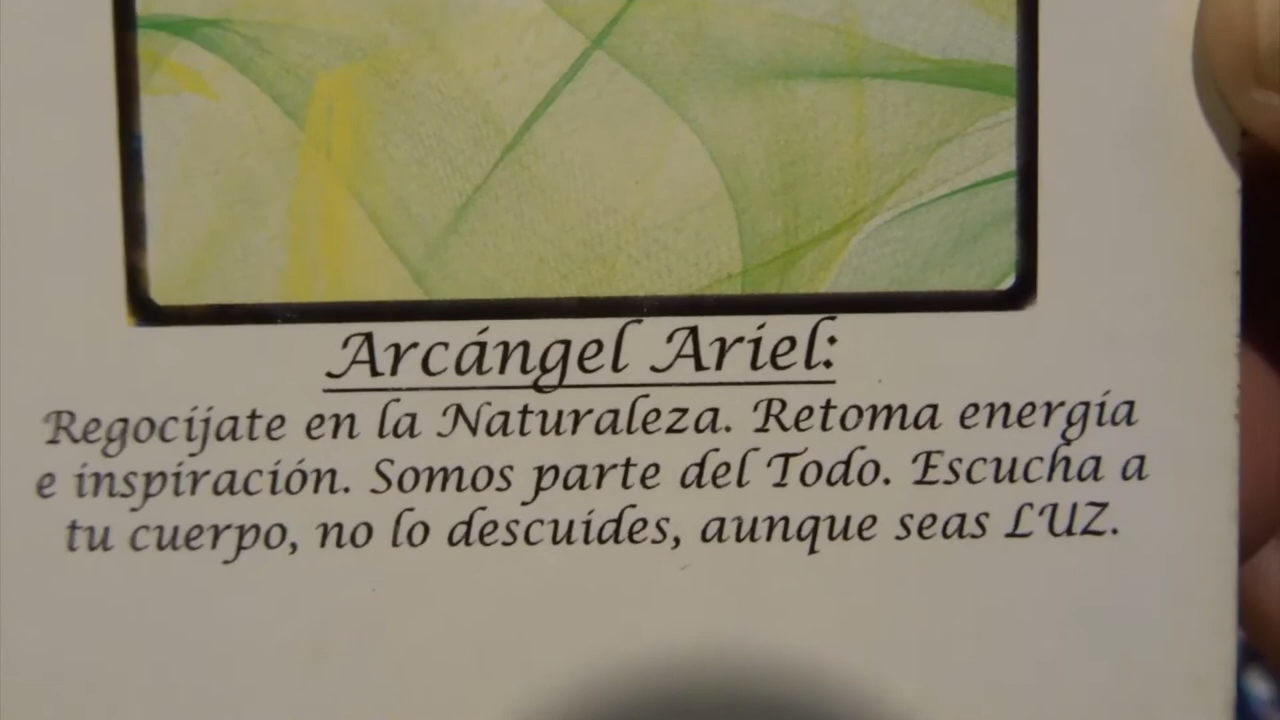 Arcángel Ariel:
Regocíjate en la Naturaleza. Retoma energía
e inspiración. Somos parte del Todo. Escucha a
tu cuerpo, no lo descuides, aunque seas LUZ.